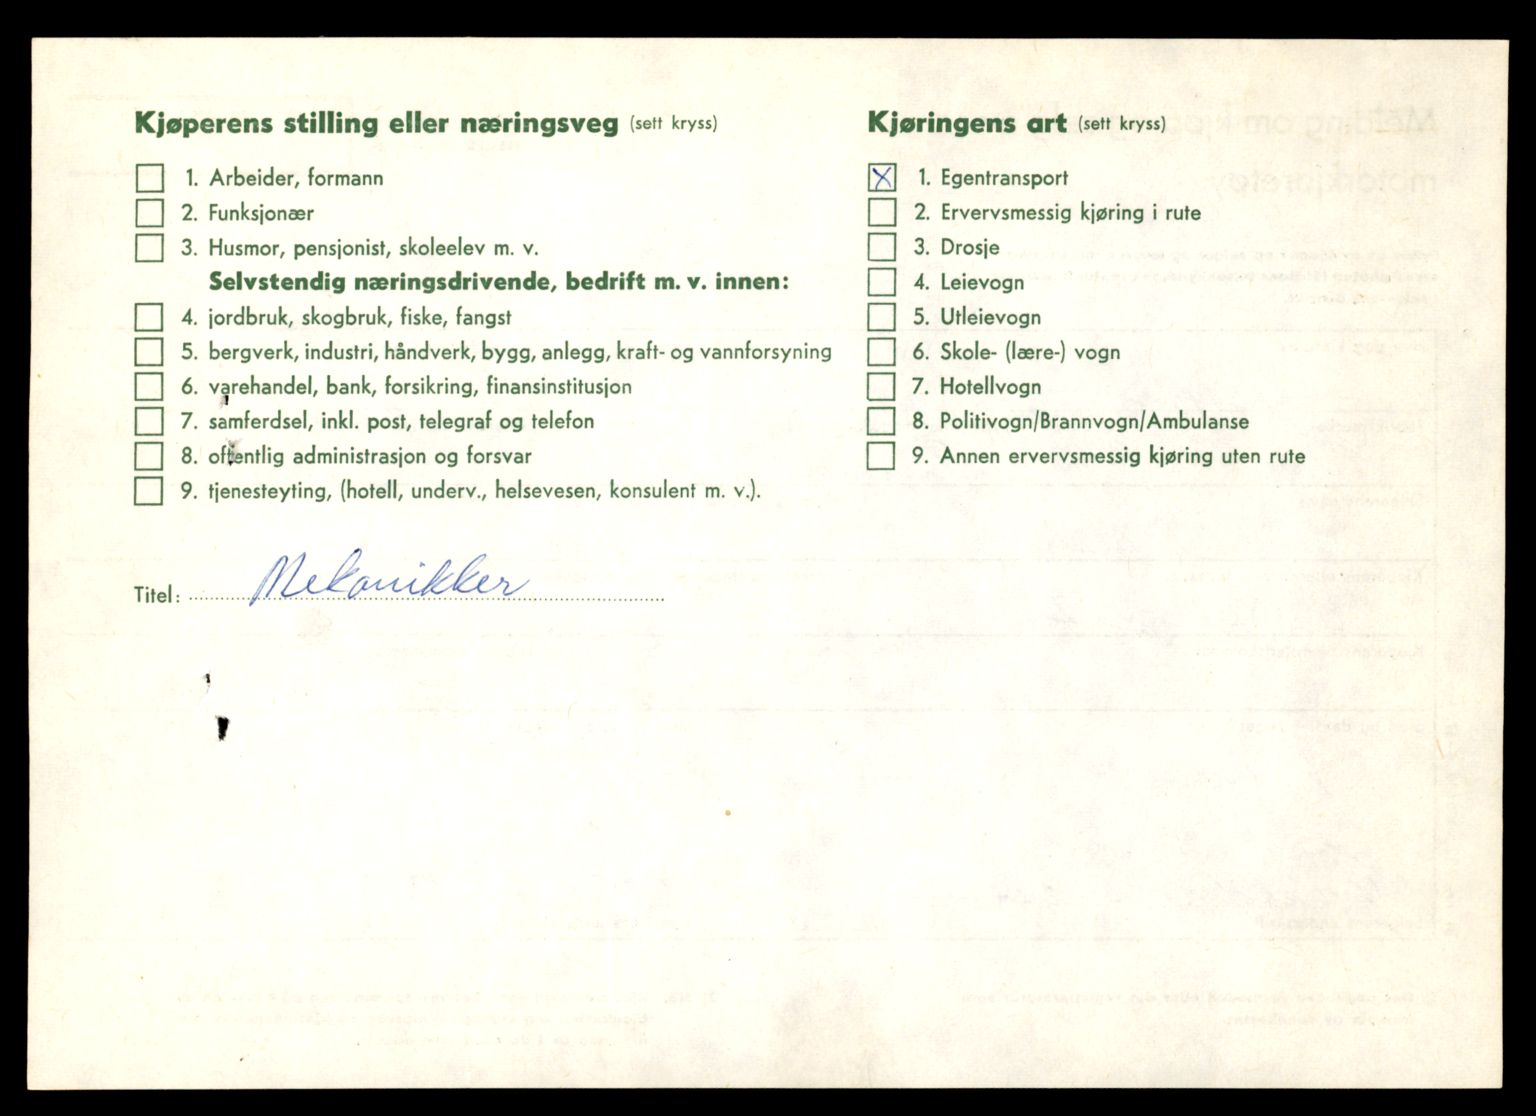 Kjøperens stilling eller næringsveg (sett kryss)
1. Arbeider, formann
2. Funksjonær
3. Husmor, pensjonist, skoleelev m. v.
Selvstendig næringsdrivende, bedrift m. v. innen:
4. jordbruk, skogbruk, fiske, fangst
5. bergverk, industri, håndverk, bygg, anlegg, kraft- og vannforsyning
6. varehandel, bank, forsikring, finansinstitusjon
7. samferdsel, inkl. post, telegraf og telefon
8. offentlig administrasjon og forsvar
9. tjenesteyting, (hotell, underv., helsevesen, konsulent m. v.).
Titel: Mekanikker
Kjøringens art (sett kryss)
X 1. Egentransport
2. Ervervsmessig kjøring i rute
3. Drosje
4. Leievogn
5. Utleievogn
6. Skole- (lære-) vogn
7. Hotellvogn
8. Politivogn/Brannvogn/Ambulanse
9. Annen ervervsmessig kjøring uten rute